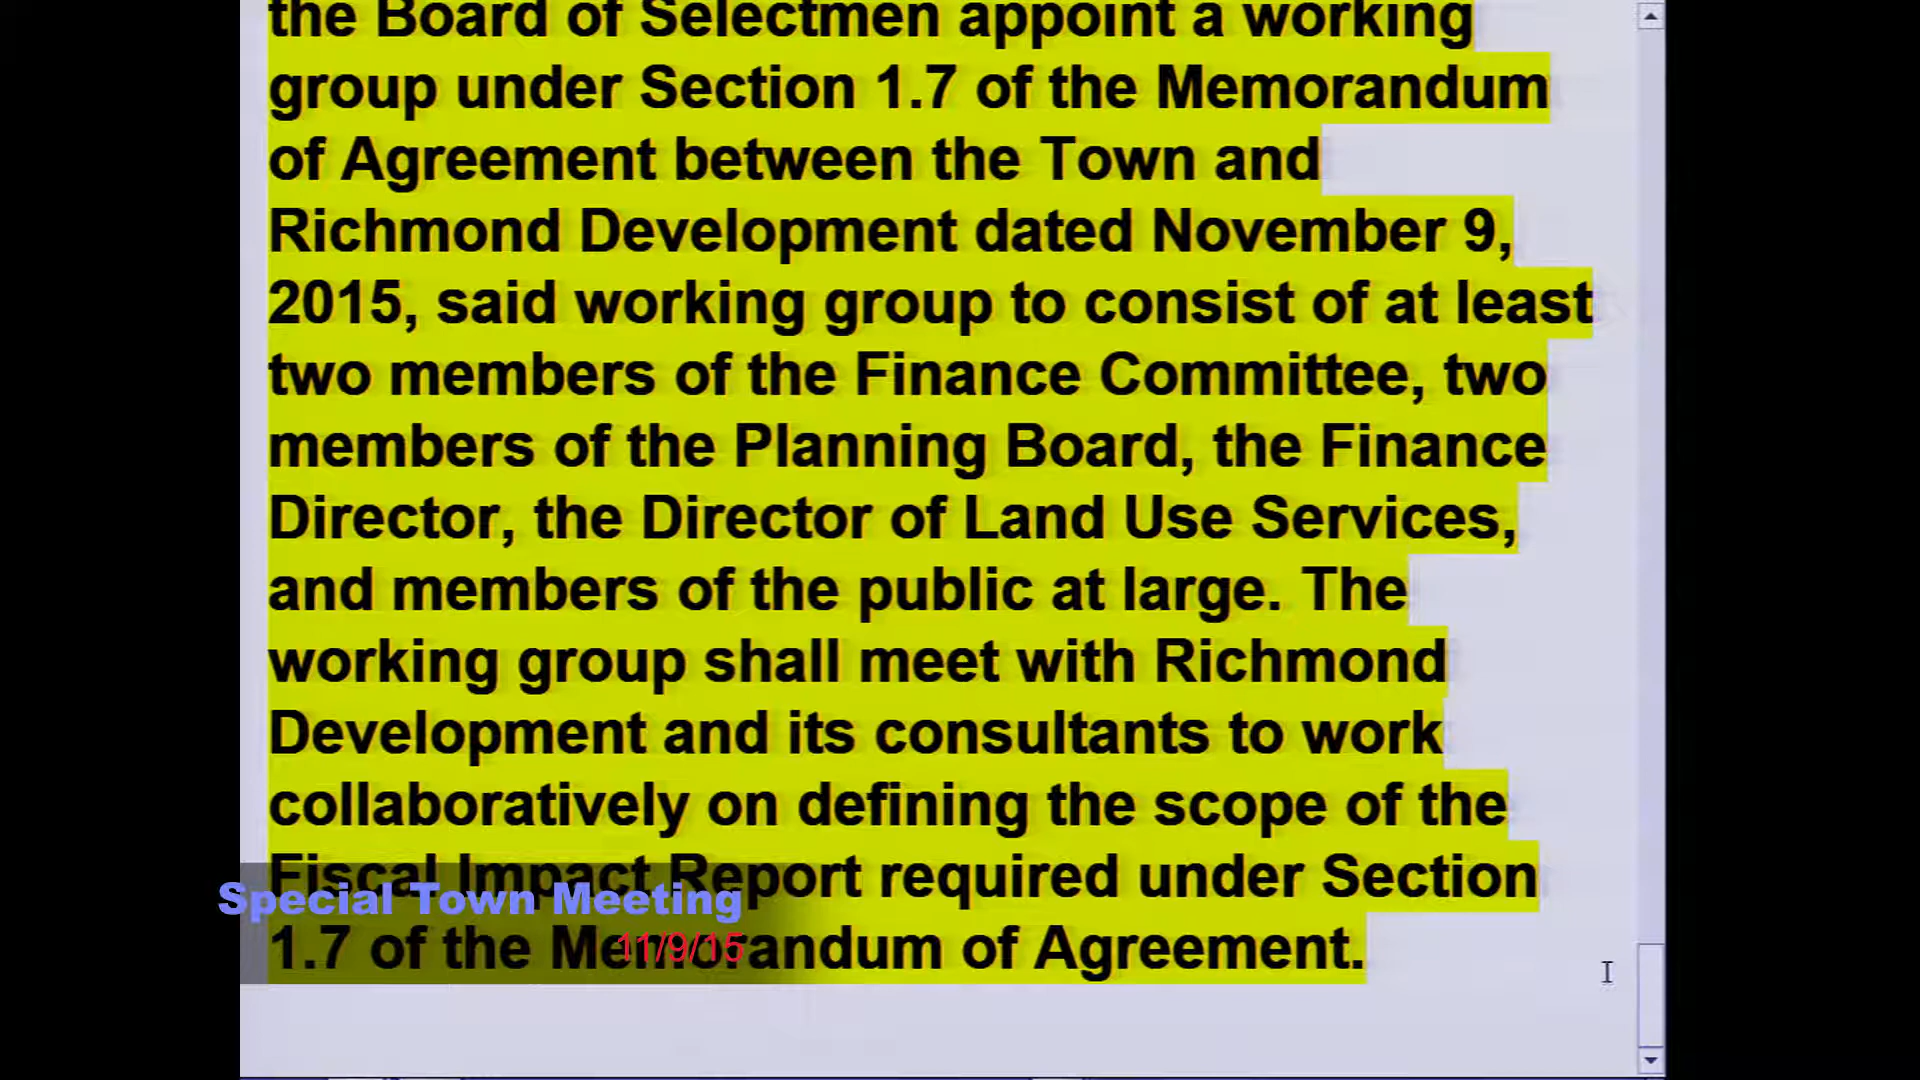 the Board of Selectmen appoint a working
group under Section 1.7 of the Memorandum
of Agreement between the Town and
Richmond Development dated November 9,
2015, said working group to consist of at least
two members of the Finance Committee, two
members of the Planning Board, the Finance
Director, the Director of Land Use Services,
and members of the public at large. The
working group shall meet with Richmond
Development and its consultants to work
collaboratively on defining the scope of the
Fiscal Impact Report required under Section
Special Town Meeting
1.7 of the Memorandum of Agreement.
11/9/15